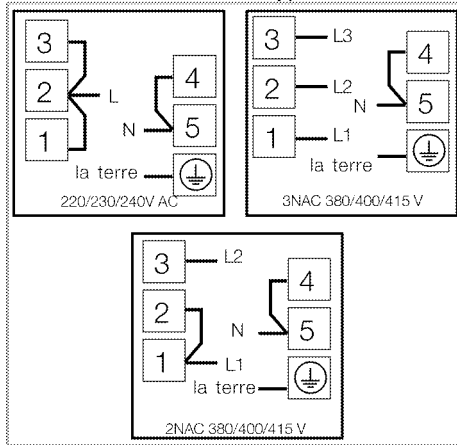 3
2 L
1
4
N 5
la terre
220/230/240V AC
3 L3
2 L2
1 L1
4
N 5
la terre
3NAC 380/400/415 V
3 L2
2
1 L1
4
N 5
la terre
2NAC 380/400/415 V